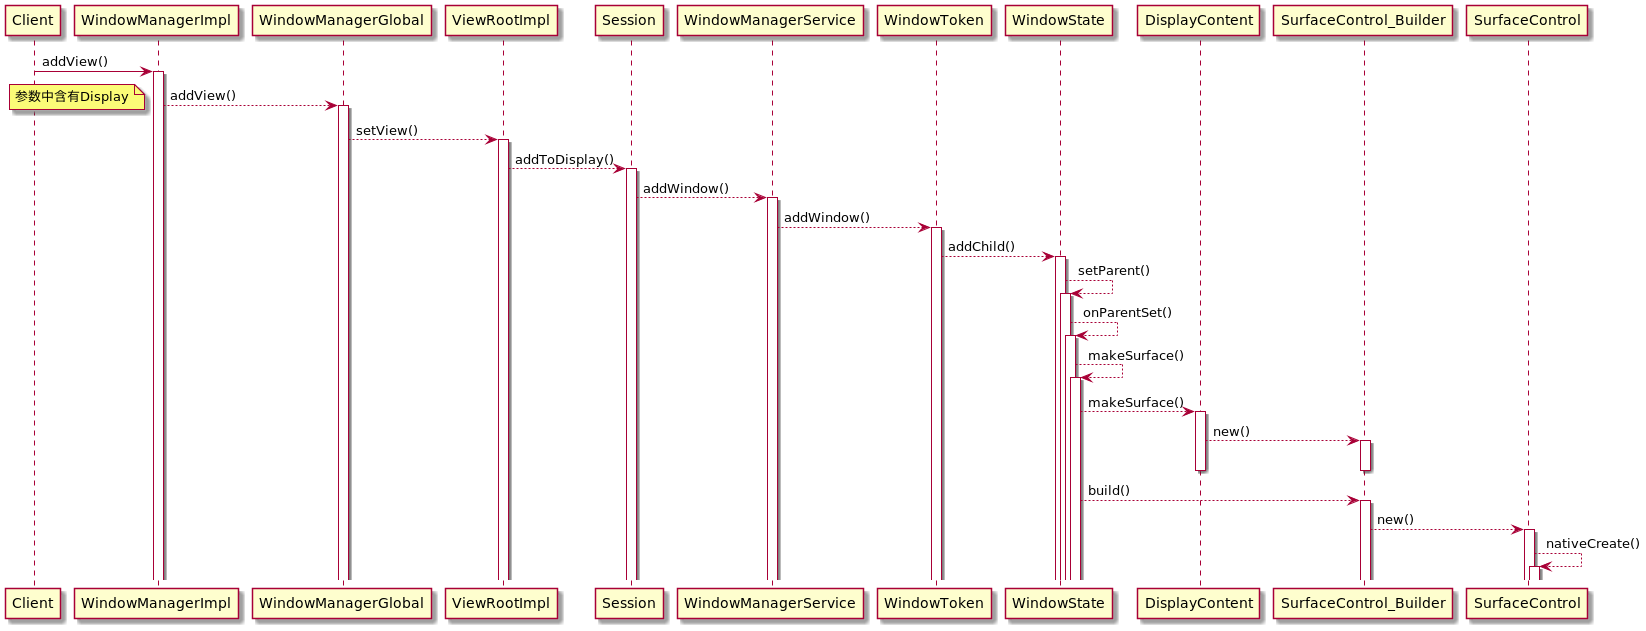 Client
WindowManagerImpl
WindowManagerGlobal
ViewRootImpl
Session
WindowManagerService
WindowToken
WindowState
DisplayContent
SurfaceControl_Builder
SurfaceControl
addView()
参数中含有Display
addView()
setView()
addToDisplay()
addWindow()
addWindow()
addChild()
setParent()
onParentSet()
makeSurface()
makeSurface()
new()
build()
new()
nativeCreate()
Client
WindowManagerImpl
WindowManagerGlobal
ViewRootImpl
Session
WindowManagerService
WindowToken
WindowState
DisplayContent
SurfaceControl_Builder
SurfaceControl